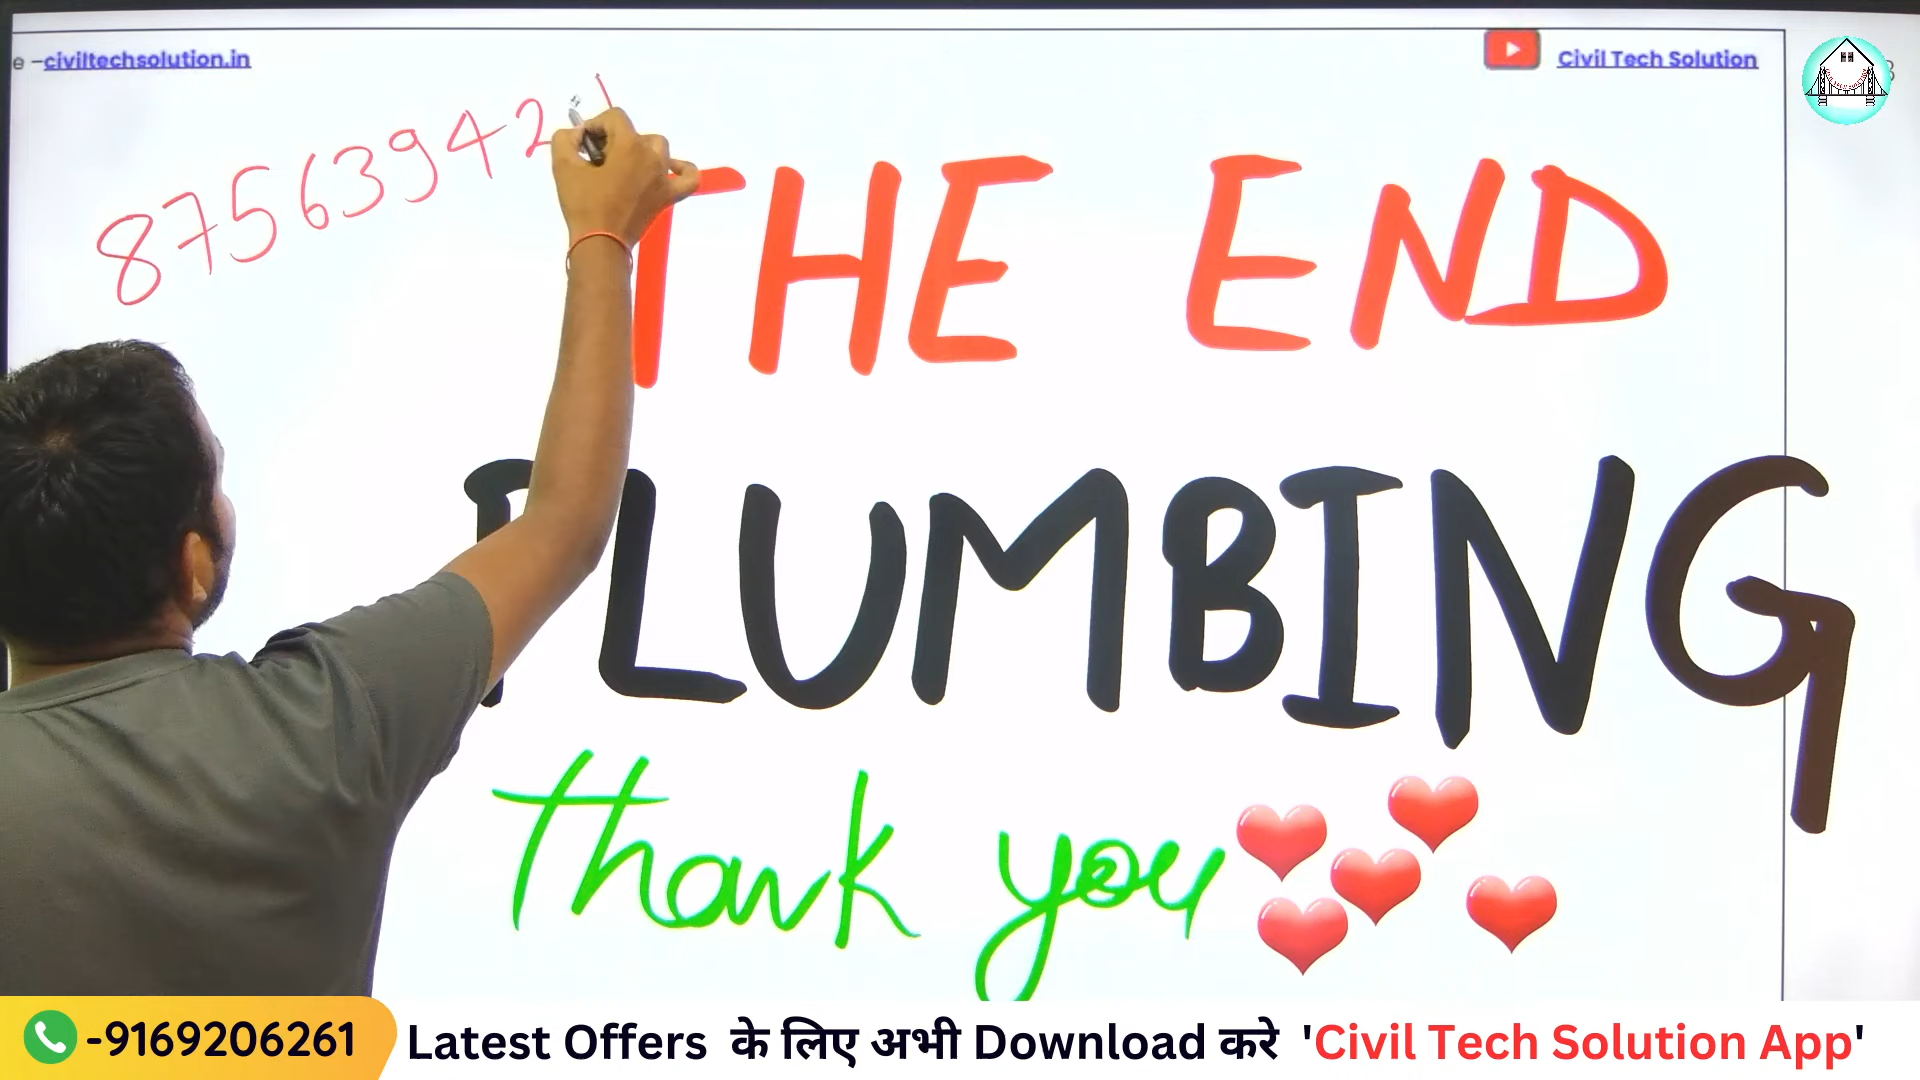 e –civiltechsolution.in
Civil Tech Solution
875639424
THE END
PLUMBING
thank you
-9169206261 Latest Offers के लिए अभी Download करे 'Civil Tech Solution App'